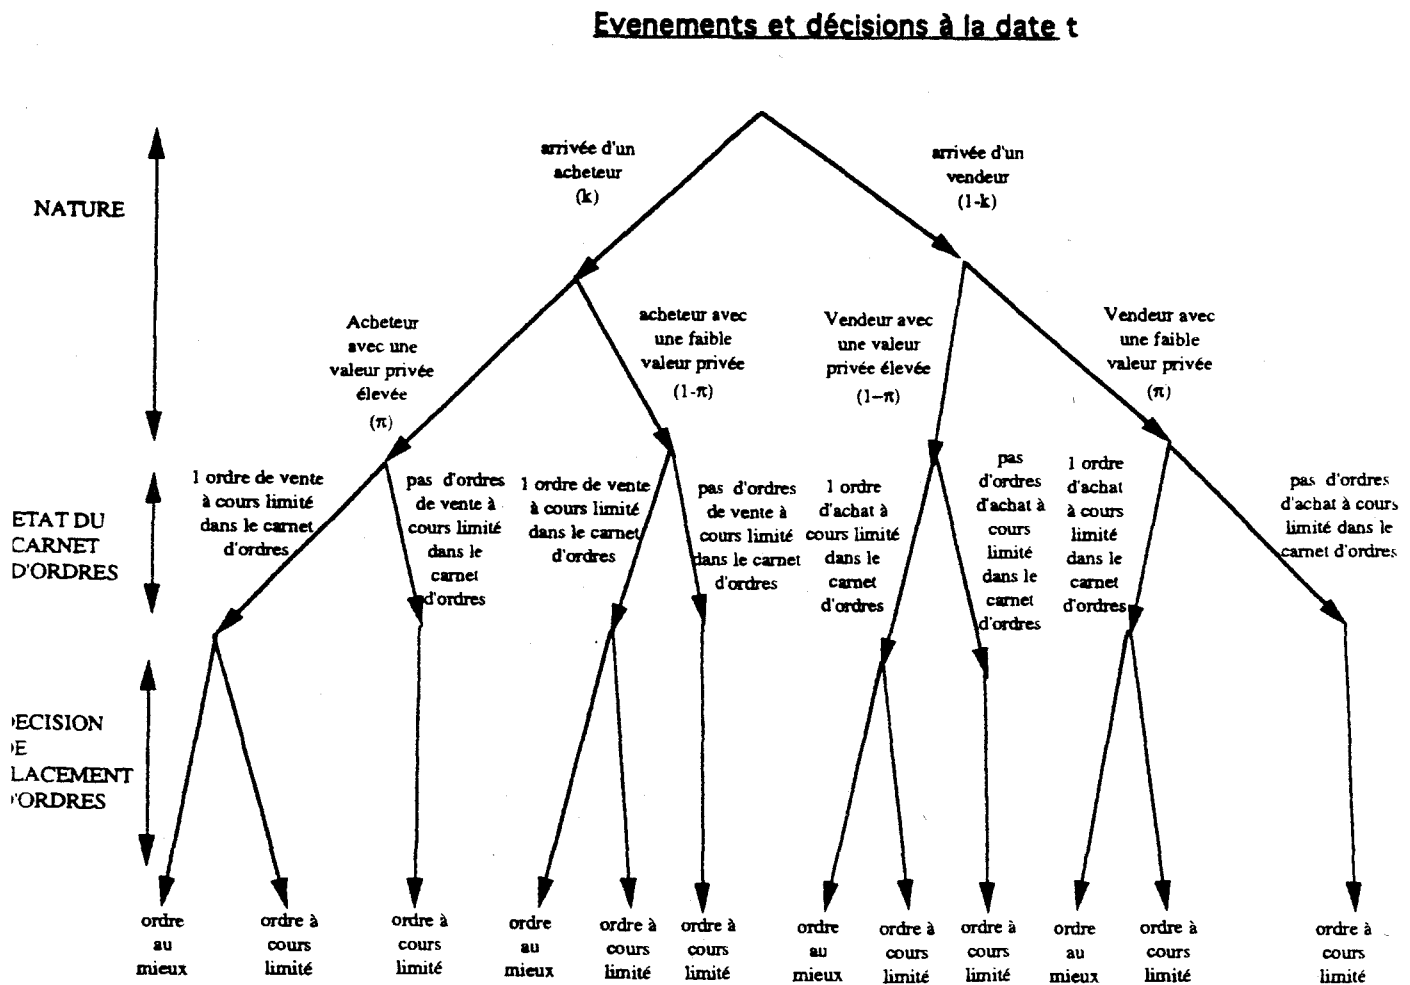 Evenements et décisions à la date t
NATURE
arrivée d'un
acheteur
(k)
arrivée d'un
vendeur
(1-k)
Acheteur
avec une
valeur privée
élevée
(π)
acheteur avec
une faible
valeur privée
(1-π)
Vendeur avec
une valeur
privée élevée
(1-π)
Vendeur avec
une faible
valeur privée
(π)
ETAT DU
CARNET
D'ORDRES
1 ordre de vente
à cours limité
dans le carnet
d'ordres
pas d'ordres
de vente à
cours limité
dans le
carnet
d'ordres
1 ordre de vente
à cours limité
dans le carnet
d'ordres
pas d'ordres
de vente à
cours limité
dans le carnet
d'ordres
1 ordre
d'achat à
cours limité
dans le
carnet
d'ordres
pas
d'ordres
d'achat à
cours
limité
dans le
carnet
d'ordres
1 ordre
d'achat
à cours
limité
dans le
carnet
d'ordres
pas d'ordres
d'achat à cours
limité dans le
carnet d'ordres
ECISION
E
LACEMENT
'ORDRES
ordre
au
mieux
ordre à
cours
limité
ordre à
cours
limité
ordre
au
mieux
ordre à
cours
limité
ordre à
cours
limité
ordre
au
mieux
ordre à
cours
limité
ordre à
cours
limité
ordre
au
mieux
ordre à
cours
limité
ordre à
cours
limité